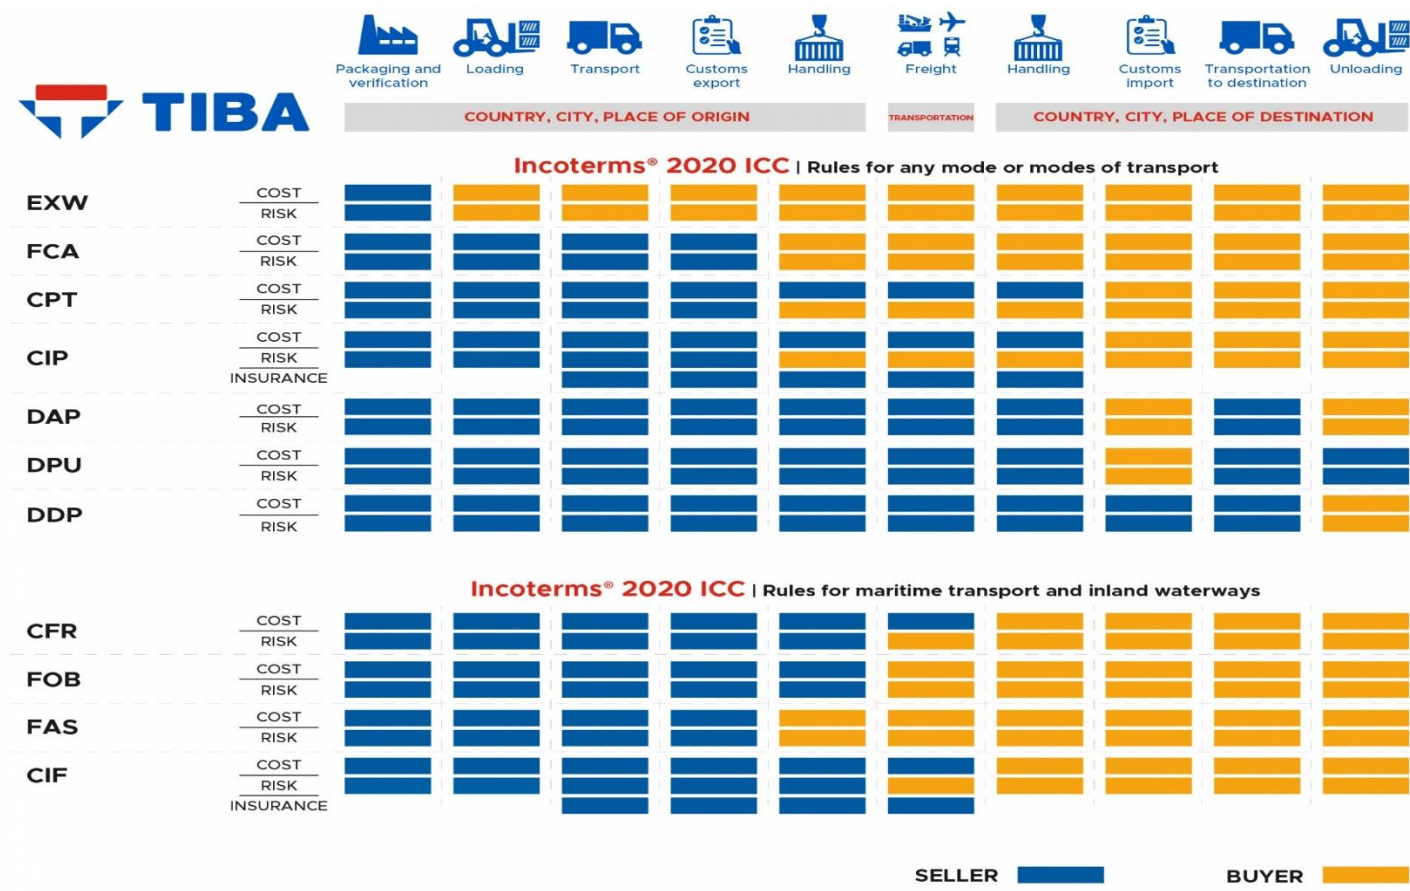 Packaging and verification
Loading
Transport
Customs export
Handling
Freight
Handling
Customs import
Transportation to destination
Unloading
TIBA
COUNTRY, CITY, PLACE OF ORIGIN
TRANSPORTATION
COUNTRY, CITY, PLACE OF DESTINATION
Incoterms® 2020 ICC | Rules for any mode or modes of transport
EXW
COST
RISK
FCA
COST
RISK
CPT
COST
RISK
CIP
COST
RISK
INSURANCE
DAP
COST
RISK
DPU
COST
RISK
DDP
COST
RISK
Incoterms® 2020 ICC | Rules for maritime transport and inland waterways
CFR
COST
RISK
FOB
COST
RISK
FAS
COST
RISK
CIF
COST
RISK
INSURANCE
SELLER
BUYER